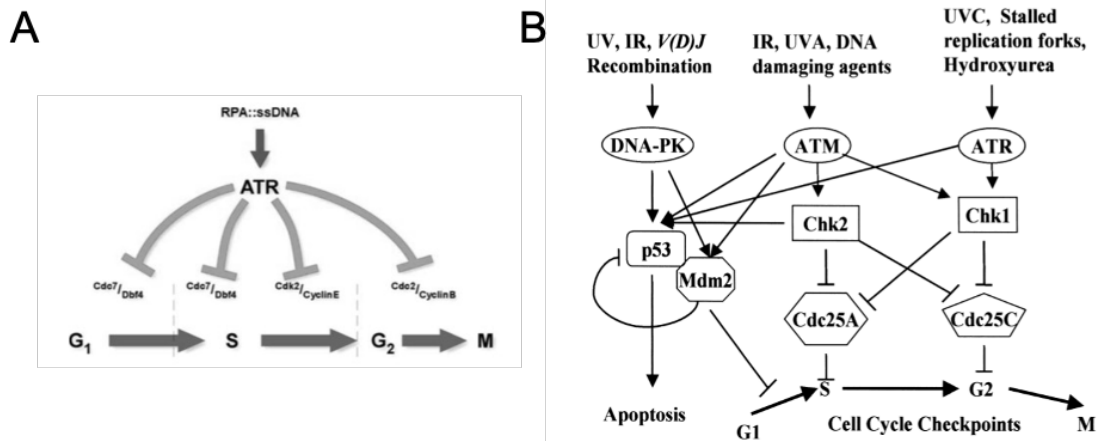 A
B
RPA::ssDNA
ATR
Cdc7/Dbf4
Cdc7/Dbf4
Cdk2/CyclinE
Cdc2/CyclinB
G1
S
G2
M
UV, IR, V(D)J
Recombination
IR, UVA, DNA
damaging agents
UVC, Stalled
replication forks,
Hydroxyurea
DNA-PK
ATM
ATR
Chk2
Chk1
p53
Mdm2
Cdc25A
Cdc25C
Apoptosis
G1
S
G2
M
Cell Cycle Checkpoints